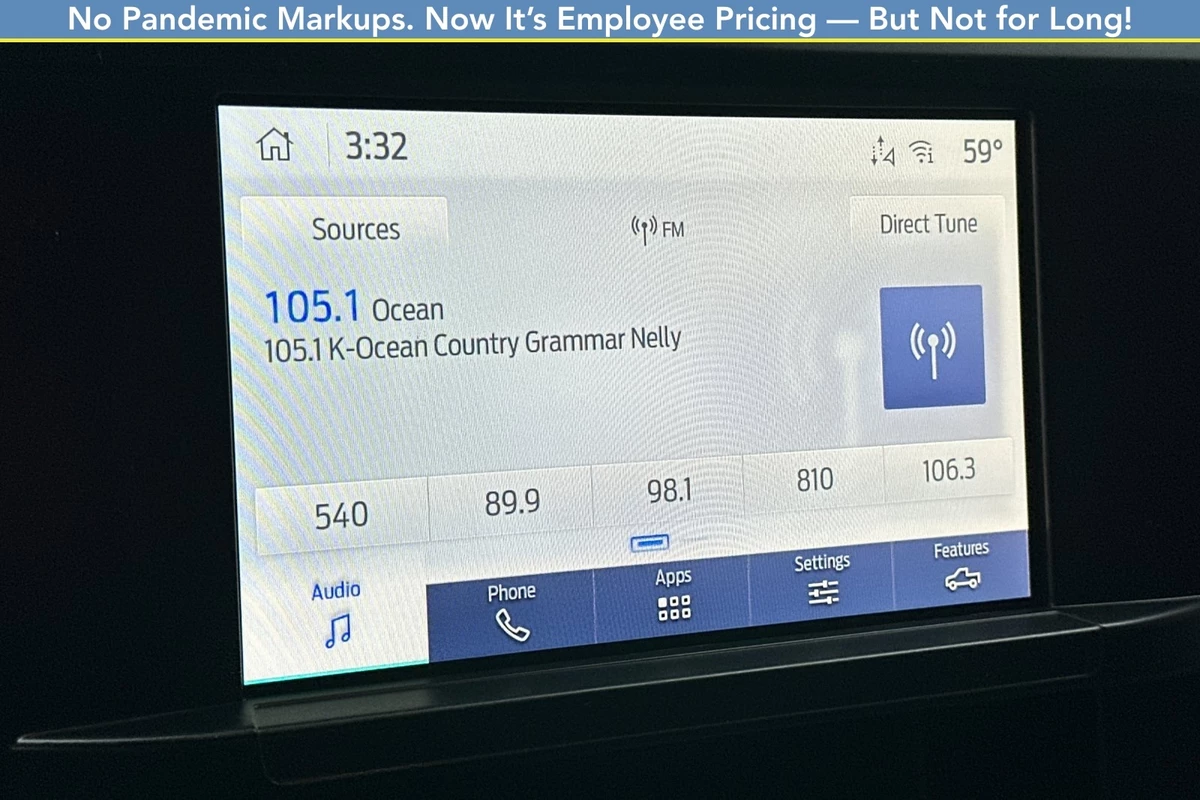 No Pandemic Markups. Now It's Employee Pricing — But Not for Long!
3:32
59°
Sources
FM
Direct Tune
105.1 Ocean
105.1 K-Ocean Country Grammar Nelly
540
89.9
98.1
810
106.3
Audio
Phone
Apps
Settings
Features